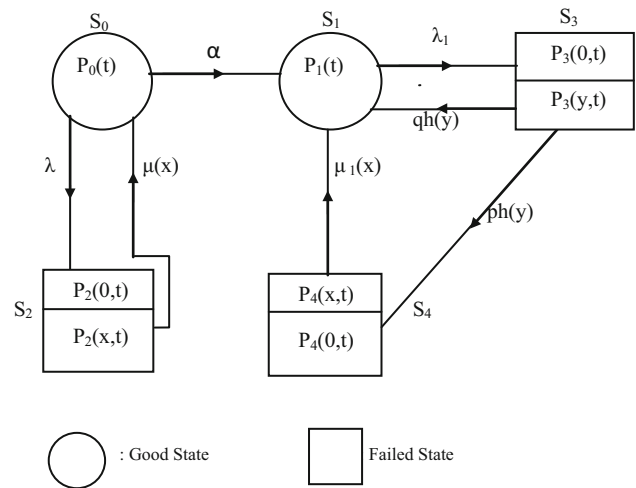 S₀
S₁
S₃
P₀(t)
α
P₁(t)
λ₁
P₃(0,t)
P₃(y,t)
qh(y)
λ
μ(x)
μ ₁(x)
ph(y)
S₂
P₂(0,t)
P₂(x,t)
P₄(x,t)
P₄(0,t)
S₄
: Good State
Failed State